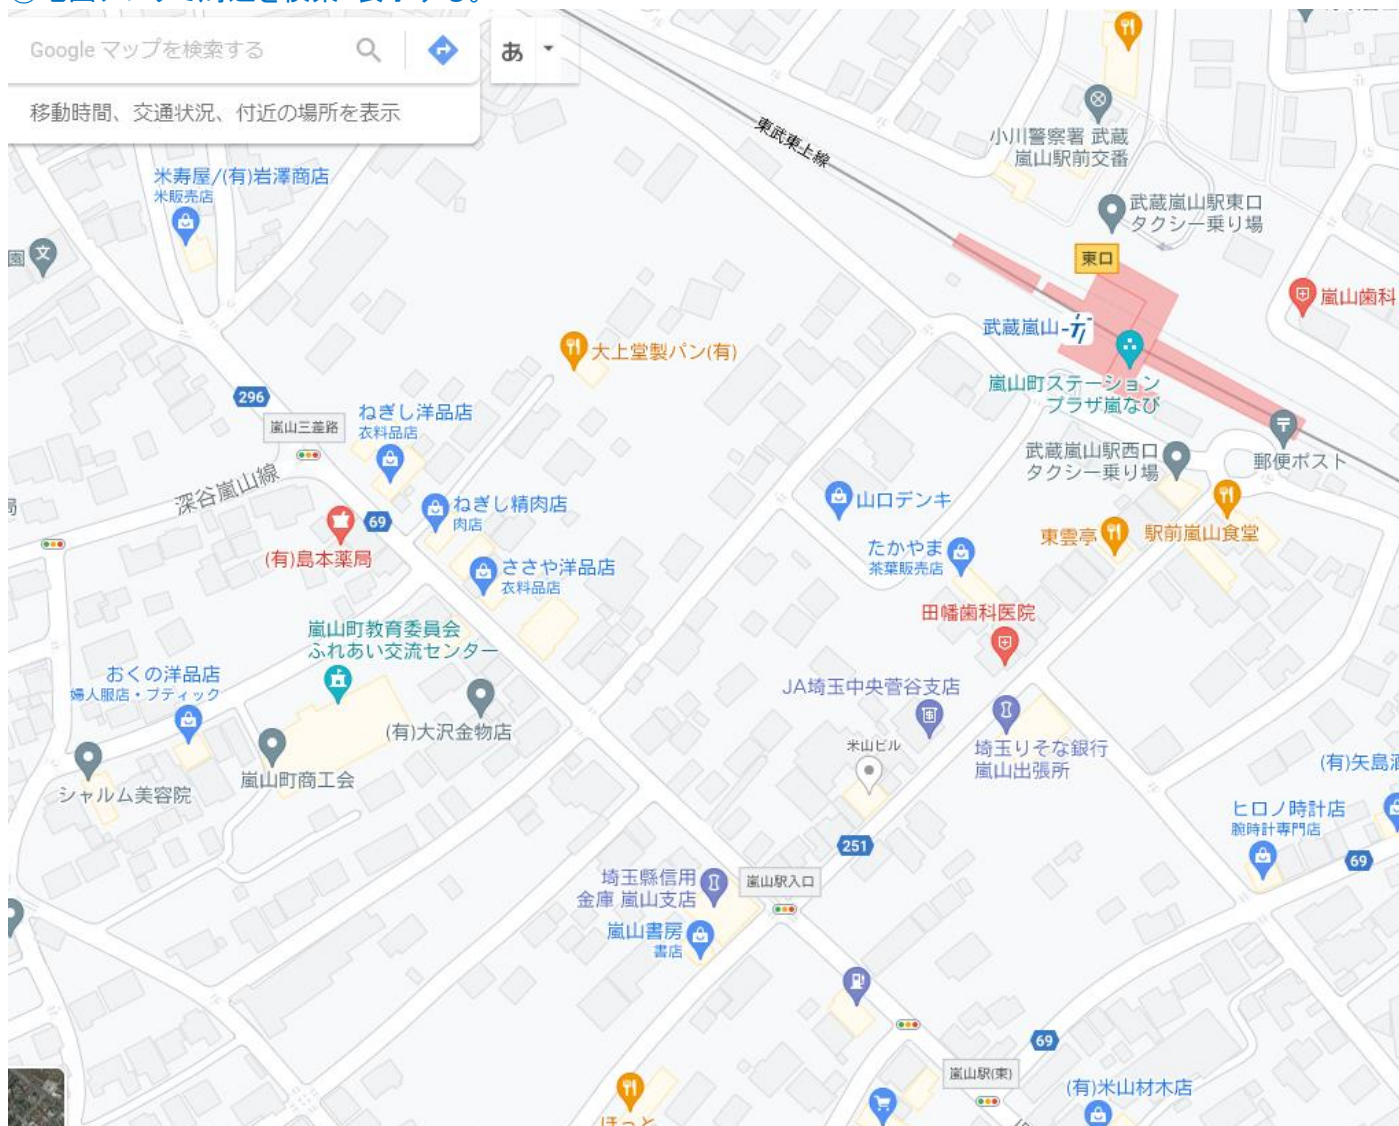 Google マップを検索する
あ
移動時間、交通状況、付近の場所を表示
東武東上線
小川警察署 武蔵
嵐山駅前交番
米寿屋/(有)岩澤商店
米販売店
武蔵嵐山駅東口
タクシー乗り場
園
文
東口
嵐山歯科
武蔵嵐山
大上堂製パン(有)
嵐山町ステーション
プラザ嵐なび
296
嵐山三差路
ねぎし洋品店
衣料品店
武蔵嵐山駅西口
タクシー乗り場
郵便ポスト
深谷嵐山線
局
69
ねぎし精肉店
肉店
山口デンキ
東雲亭
駅前嵐山食堂
(有)島本薬局
ささや洋品店
衣料品店
たかやま
茶葉販売店
田幡歯科医院
嵐山町教育委員会
ふれあい交流センター
おくの洋品店
婦人服店・ブティック
JA埼玉中央菅谷支店
(有)大沢金物店
米山ビル
埼玉りそな銀行
嵐山出張所
嵐山町商工会
シャルム美容院
(有)矢島酒
ヒロノ時計店
腕時計専門店
251
69
埼玉縣信用
金庫 嵐山支店
嵐山駅入口
嵐山書房
書店
69
嵐山駅(東)
(有)米山材木店
ほっと